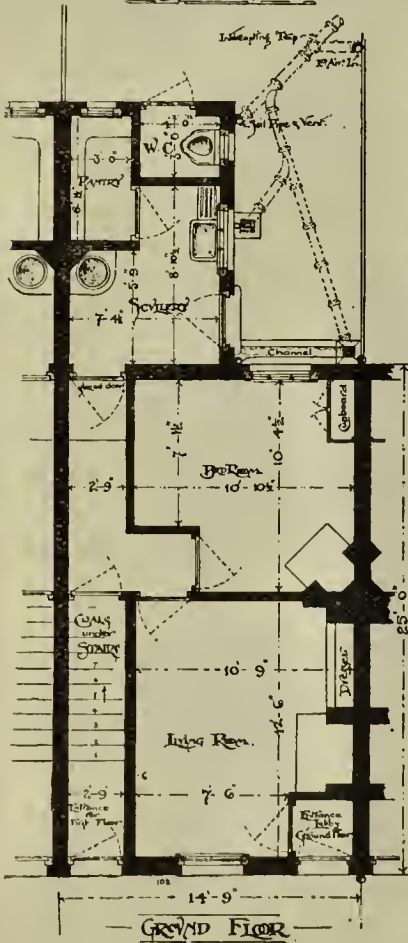 Intercepting Trap
Fr. Air In.
Soil Pipe & Vent.
W.C.
3'-0"
PANTRY
8'-10½"
5'-9"
SCULLERY
7'-4½"
Channel
glazed door
Cupboard
7'-1½"
10'-4½"
BED ROOM
2'-9"
10'-10½"
25'-0"
COALS
under
STAIRS
Dresser
10'-9"
12'-6"
LIVING ROOM
2'-9"
7'-6"
Entrance
for
First Floor
Entrance
Lobby
Ground Floor
14'-9"
GROUND FLOOR